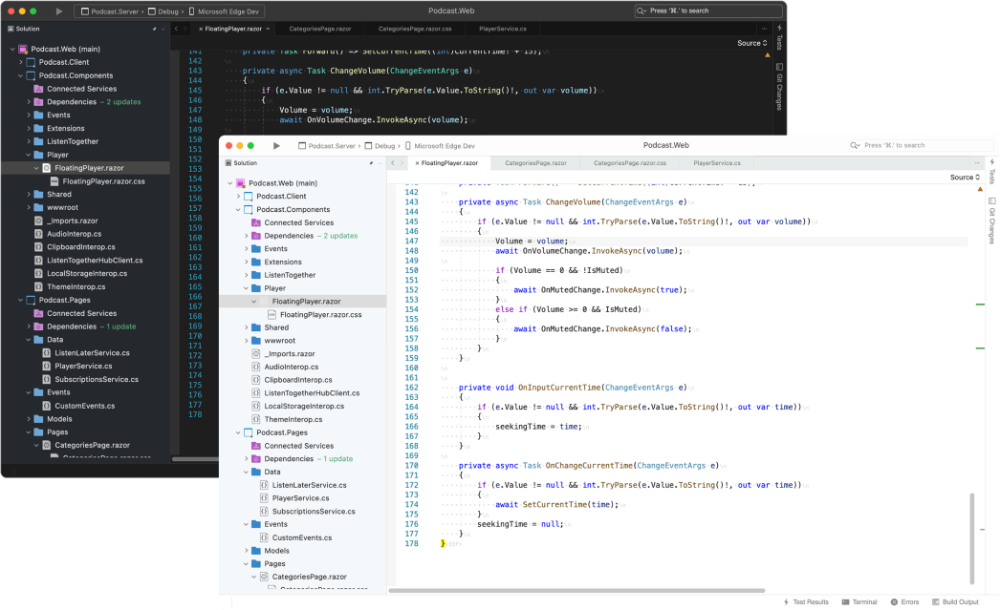 Podcast.Server › Debug › Microsoft Edge Dev
Podcast.Web
Press '⌘.' to search
Solution
FloatingPlayer.razor
CategoriesPage.razor
CategoriesPage.razor.css
PlayerService.cs
Source
Tests
Git Changes
Podcast.Web (main)
Podcast.Client
Podcast.Components
Connected Services
Dependencies – 2 updates
Events
Extensions
ListenTogether
Player
FloatingPlayer.razor
FloatingPlayer.razor.css
Shared
wwwroot
_Imports.razor
AudioInterop.cs
ClipboardInterop.cs
ListenTogetherHubClient.cs
LocalStorageInterop.cs
ThemeInterop.cs
Podcast.Pages
Connected Services
Dependencies – 1 update
Data
ListenLaterService.cs
PlayerService.cs
SubscriptionsService.cs
Events
CustomEvents.cs
Models
Pages
CategoriesPage.razor
CategoriesPage.razor.css
141 private Task Forward() => SetCurrentTime((int)CurrentTime! + 15);
142
143 private async Task ChangeVolume(ChangeEventArgs e)
144 {
145 if (e.Value != null && int.TryParse(e.Value.ToString()!, out var volume))
146 {
147 Volume = volume;
148 await OnVolumeChange.InvokeAsync(volume);
149
150
151
152
153
154
155
156
157
158
159
160
161
162
163
164
165
166
167
168
169
170
171
172
173
174
175
176
177
178
Podcast.Server › Debug › Microsoft Edge Dev
Podcast.Web
Press '⌘.' to search
Solution
FloatingPlayer.razor
CategoriesPage.razor
CategoriesPage.razor.css
PlayerService.cs
Source
Tests
Git Changes
Podcast.Web (main)
Podcast.Client
Podcast.Components
Connected Services
Dependencies – 2 updates
Events
Extensions
ListenTogether
Player
FloatingPlayer.razor
FloatingPlayer.razor.css
Shared
wwwroot
_Imports.razor
AudioInterop.cs
ClipboardInterop.cs
ListenTogetherHubClient.cs
LocalStorageInterop.cs
ThemeInterop.cs
Podcast.Pages
Connected Services
Dependencies – 1 update
Data
ListenLaterService.cs
PlayerService.cs
SubscriptionsService.cs
Events
CustomEvents.cs
Models
Pages
CategoriesPage.razor
CategoriesPage.razor.css
142
143 private async Task ChangeVolume(ChangeEventArgs e)
144 {
145 if (e.Value != null && int.TryParse(e.Value.ToString()!, out var volume))
146 {
147 Volume = volume;
148 await OnVolumeChange.InvokeAsync(volume);
149
150 if (Volume == 0 && !IsMuted)
151 {
152 await OnMutedChange.InvokeAsync(true);
153 }
154 else if (Volume >= 0 && IsMuted)
155 {
156 await OnMutedChange.InvokeAsync(false);
157 }
158 }
159 }
160
161
162 private void OnInputCurrentTime(ChangeEventArgs e)
163 {
164 if (e.Value != null && int.TryParse(e.Value.ToString()!, out var time))
165 {
166 seekingTime = time;
167 }
168 }
169
170 private async Task OnChangeCurrentTime(ChangeEventArgs e)
171 {
172 if (e.Value != null && int.TryParse(e.Value.ToString()!, out var time))
173 {
174 await SetCurrentTime(time);
175 }
176 seekingTime = null;
177 }
178 }
Test Results
Terminal
Errors
Build Output